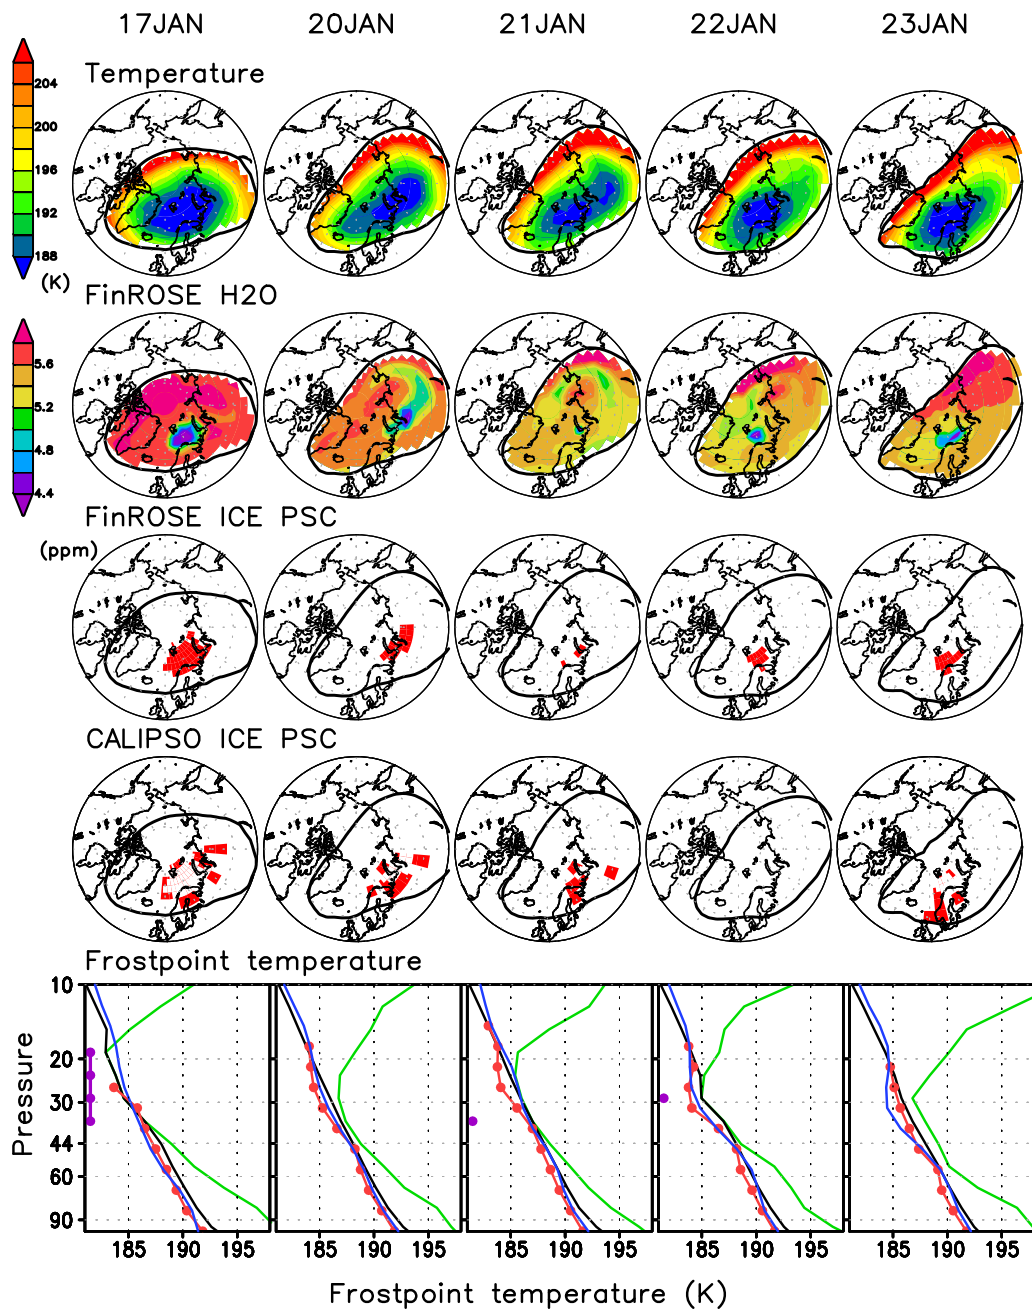 17JAN 20JAN 21JAN 22JAN 23JAN
Temperature
204
200
196
192
188
(K)
FinROSE H2O
5.6
5.2
4.8
4.4
FinROSE ICE PSC
(ppm)
CALIPSO ICE PSC
Frostpoint temperature
10
20
30
44
60
90
Pressure
185 190 195 185 190 195 185 190 195 185 190 195 185 190 195
Frostpoint temperature (K)